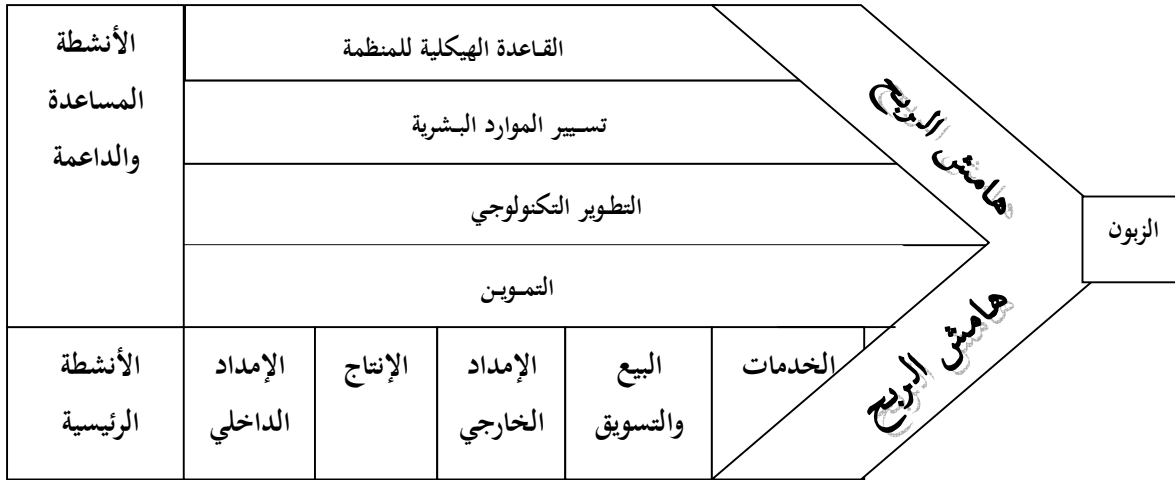 الأنشطة
المساعدة
والداعمة
القاعدة الهيكلية للمنظمة
تسيير الموارد البشرية
التطوير التكنولوجي
التموين
هامش الربح
الزبون
الأنشطة
الرئيسية
الإمداد
الداخلي
الإنتاج
الإمداد
الخارجي
البيع
والتسويق
الخدمات
هامش الربح